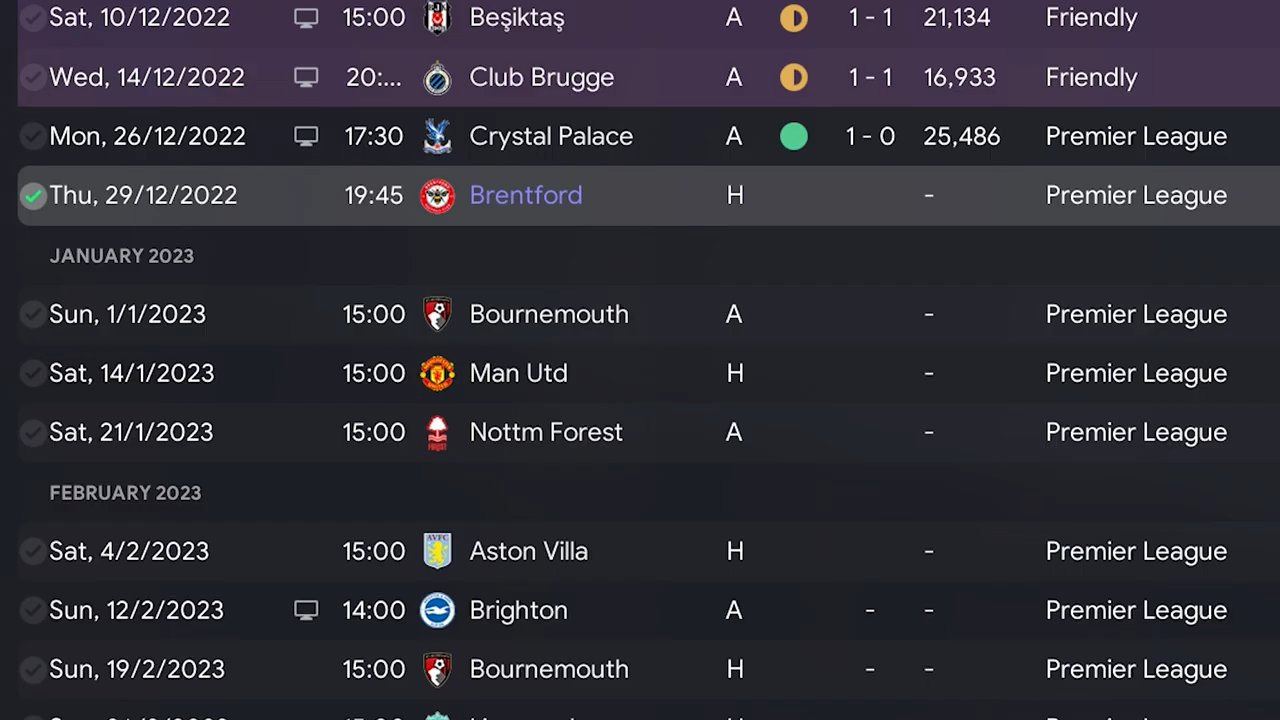 Sat, 10/12/2022 15:00 Beşiktaş A 1 - 1 21,134 Friendly
Wed, 14/12/2022 20:... Club Brugge A 1 - 1 16,933 Friendly
Mon, 26/12/2022 17:30 Crystal Palace A 1 - 0 25,486 Premier League
Thu, 29/12/2022 19:45 Brentford H - Premier League
JANUARY 2023
Sun, 1/1/2023 15:00 Bournemouth A - Premier League
Sat, 14/1/2023 15:00 Man Utd H - Premier League
Sat, 21/1/2023 15:00 Nottm Forest A - Premier League
FEBRUARY 2023
Sat, 4/2/2023 15:00 Aston Villa H - Premier League
Sun, 12/2/2023 14:00 Brighton A - - Premier League
Sun, 19/2/2023 15:00 Bournemouth H - - Premier League